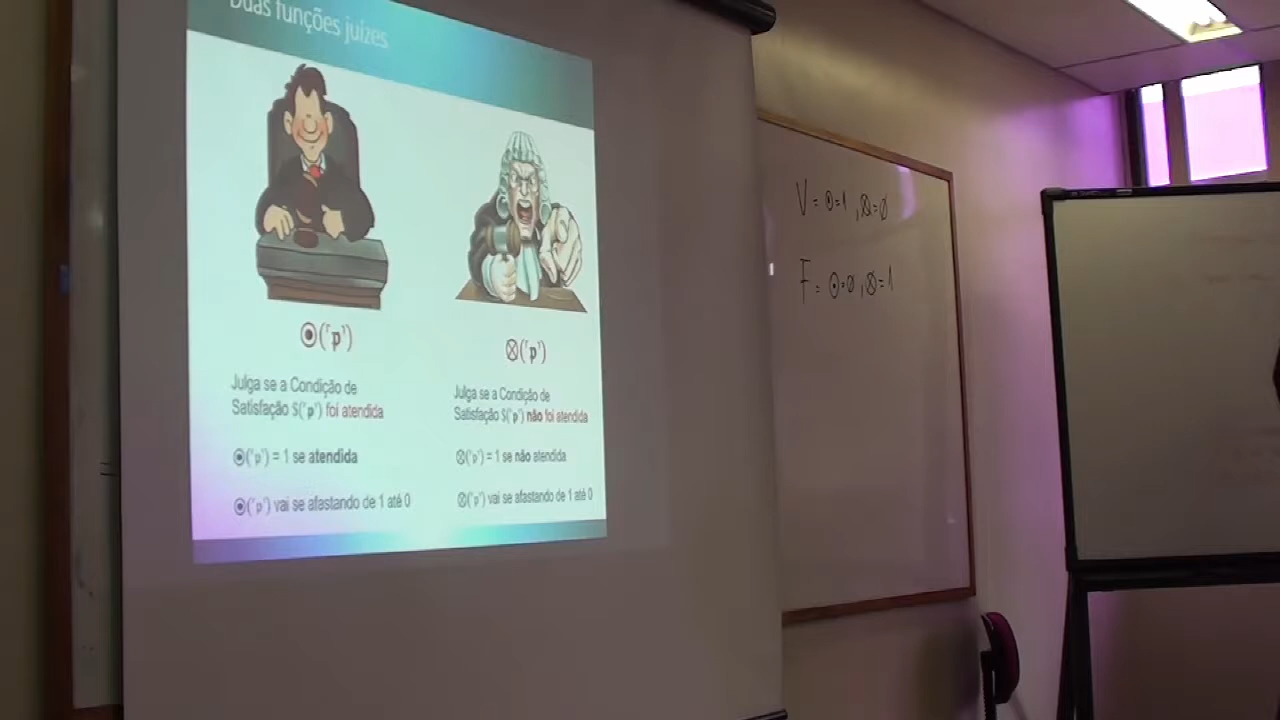 Duas funções juízes
⊙(⌜p⌝)
Julga se a Condição de
Satisfação S(⌜p⌝) foi atendida
⊙(⌜p⌝) = 1 se atendida
⊙(⌜p⌝) vai se afastando de 1 até 0
⊗(⌜p⌝)
Julga se a Condição de
Satisfação S(⌜p⌝) não foi atendida
⊗(⌜p⌝) = 1 se não atendida
⊗(⌜p⌝) vai se afastando de 1 até 0
V = ⊙=1, ⊗=0
F = ⊙=0, ⊗=1